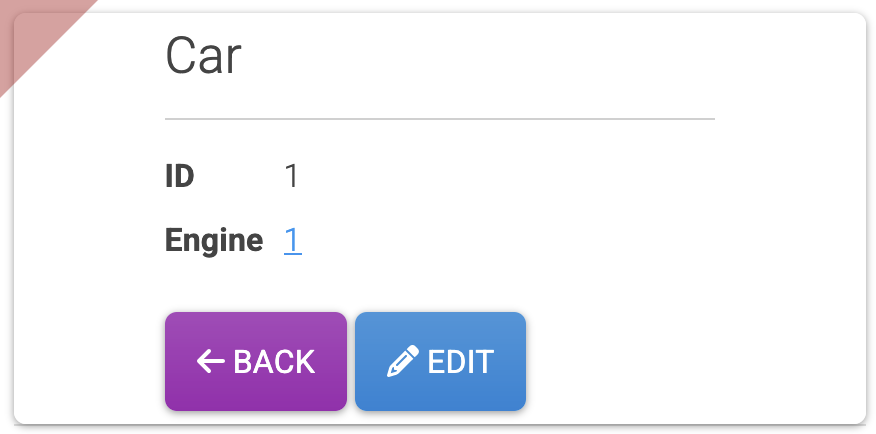 Car
ID 1
Engine 1
BACK EDIT